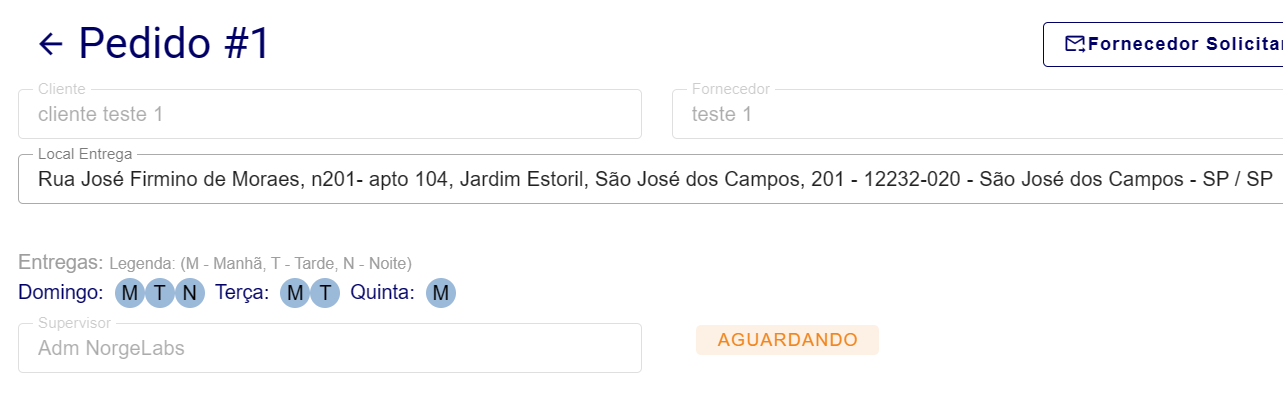 ← Pedido #1
Fornecedor Solicitar
Cliente
cliente teste 1
Fornecedor
teste 1
Local Entrega
Rua José Firmino de Moraes, n201- apto 104, Jardim Estoril, São José dos Campos, 201 - 12232-020 - São José dos Campos - SP / SP
Entregas: Legenda: (M - Manhã, T - Tarde, N - Noite)
Domingo: M T N Terça: M T Quinta: M
Supervisor
Adm NorgeLabs
AGUARDANDO